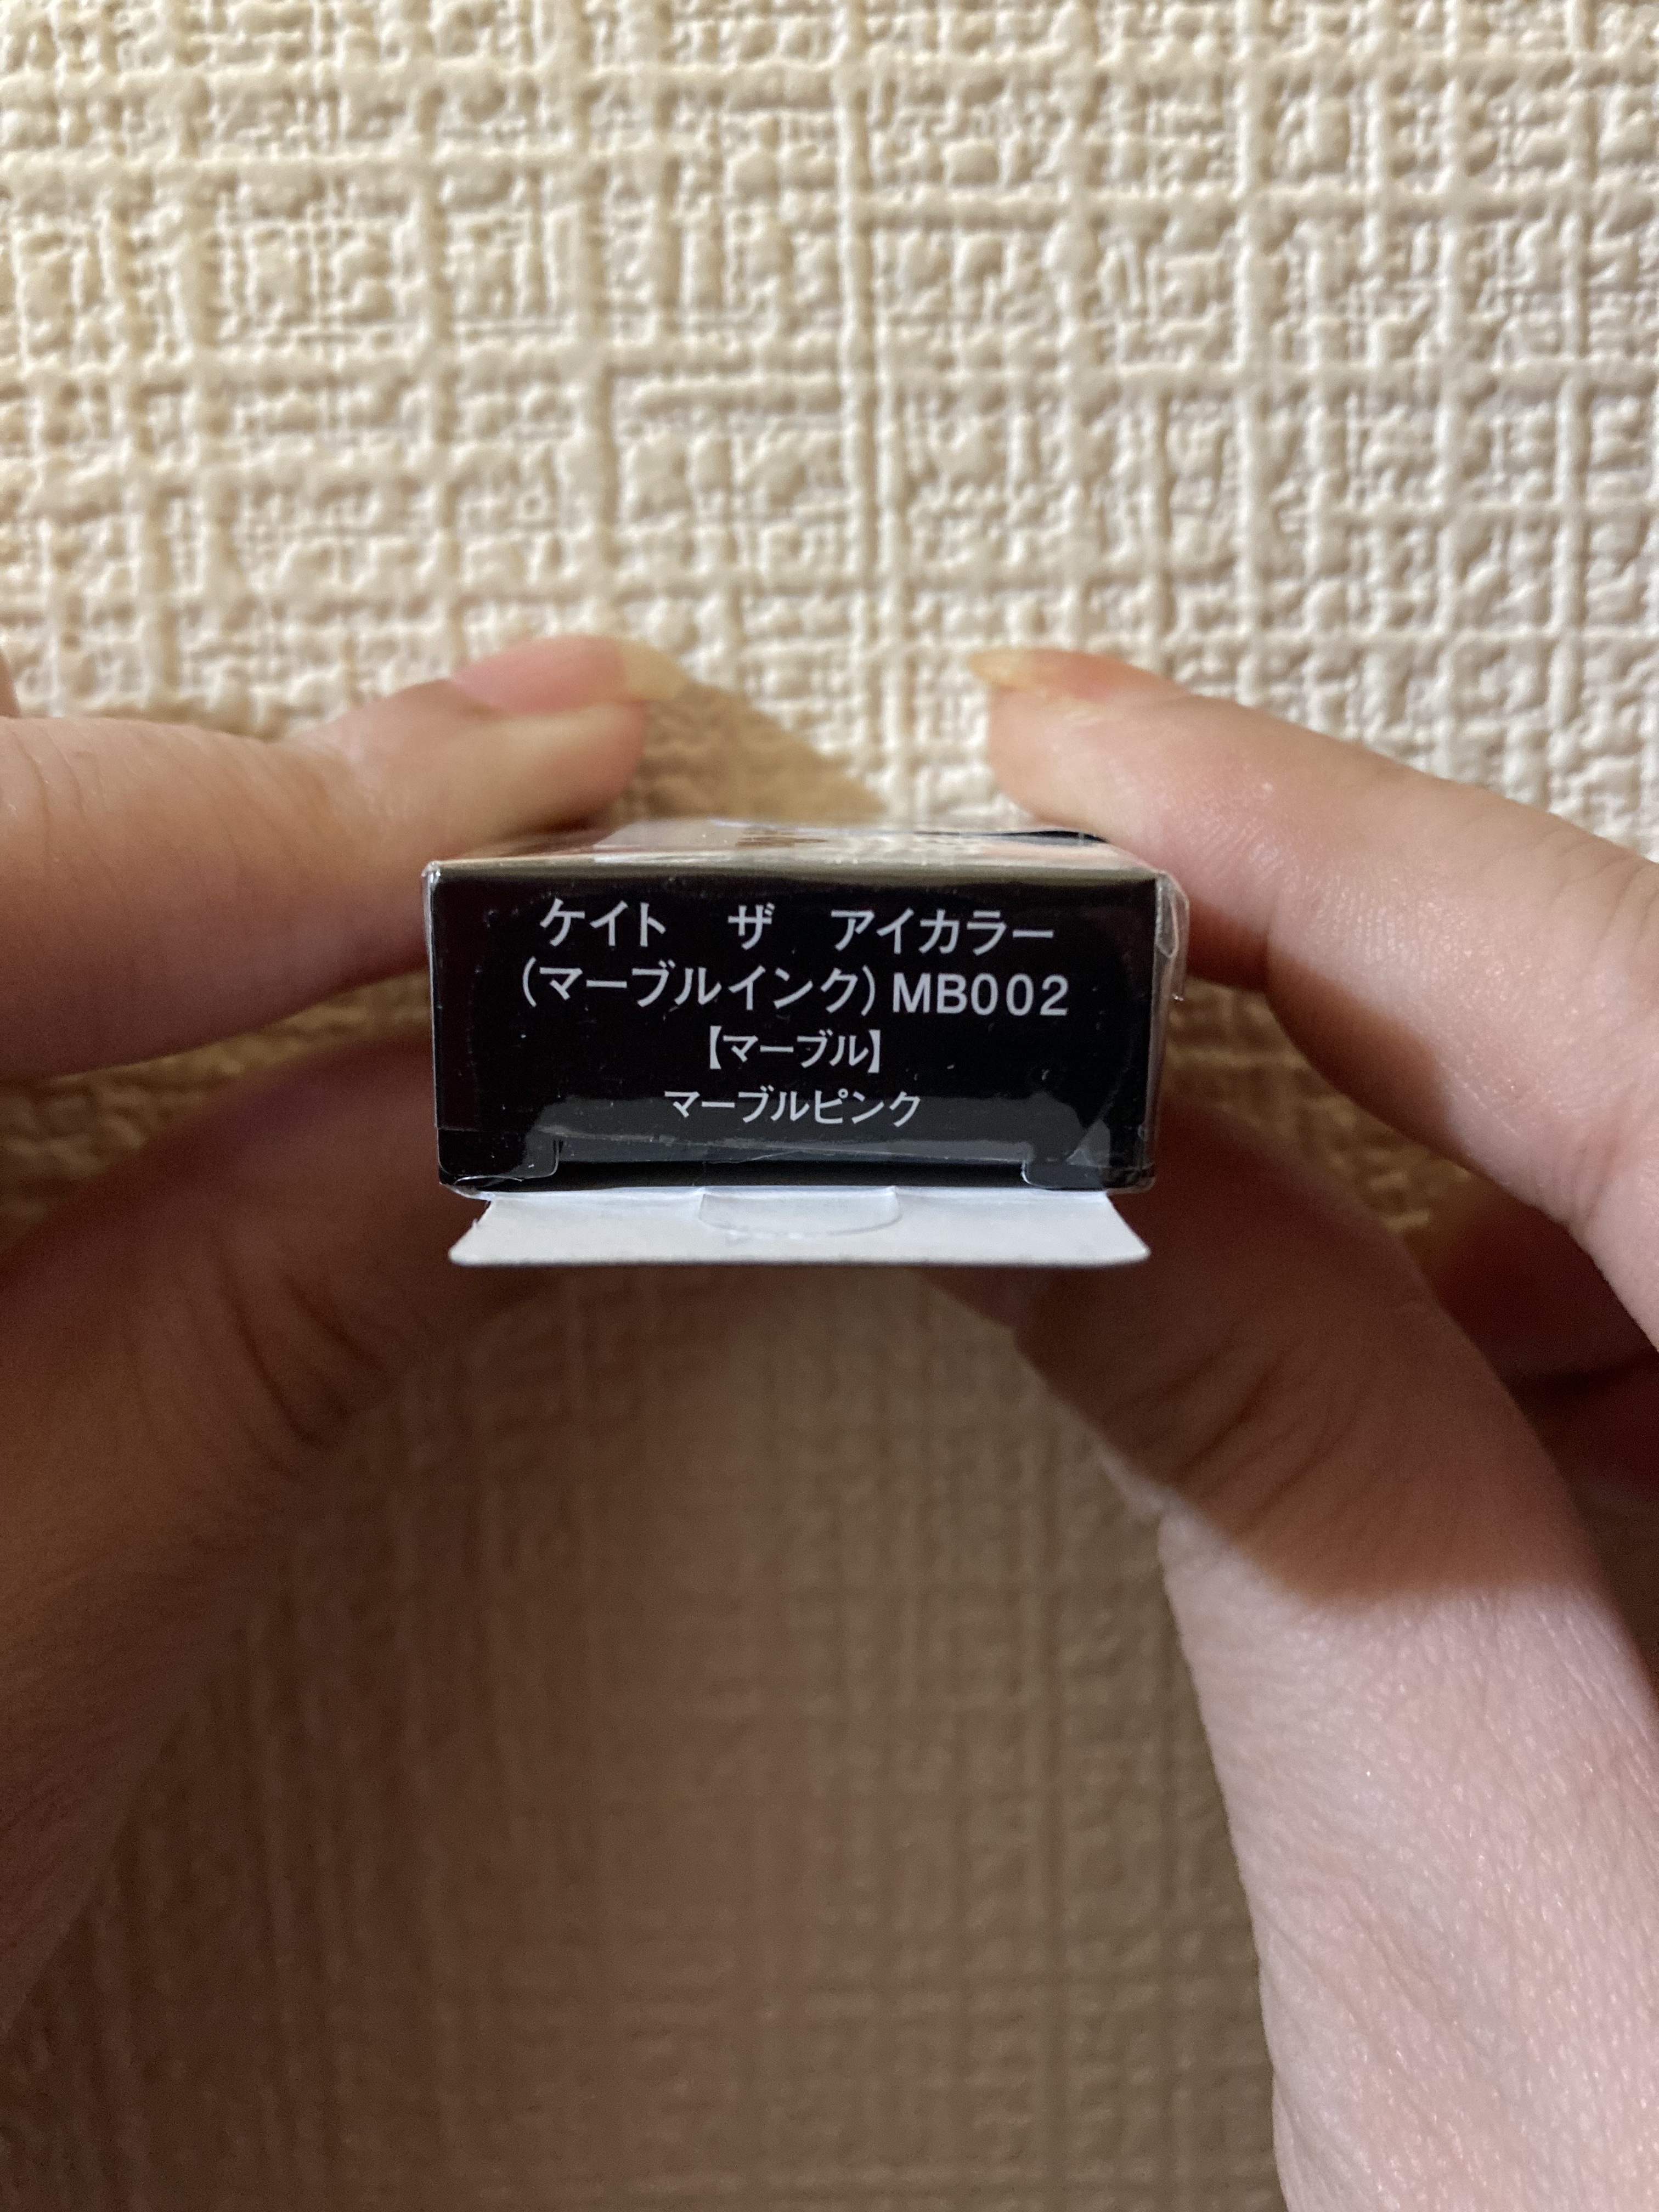 ケイト　ザ　アイカラー
(マーブルインク)MB002
【マーブル】
マーブルピンク